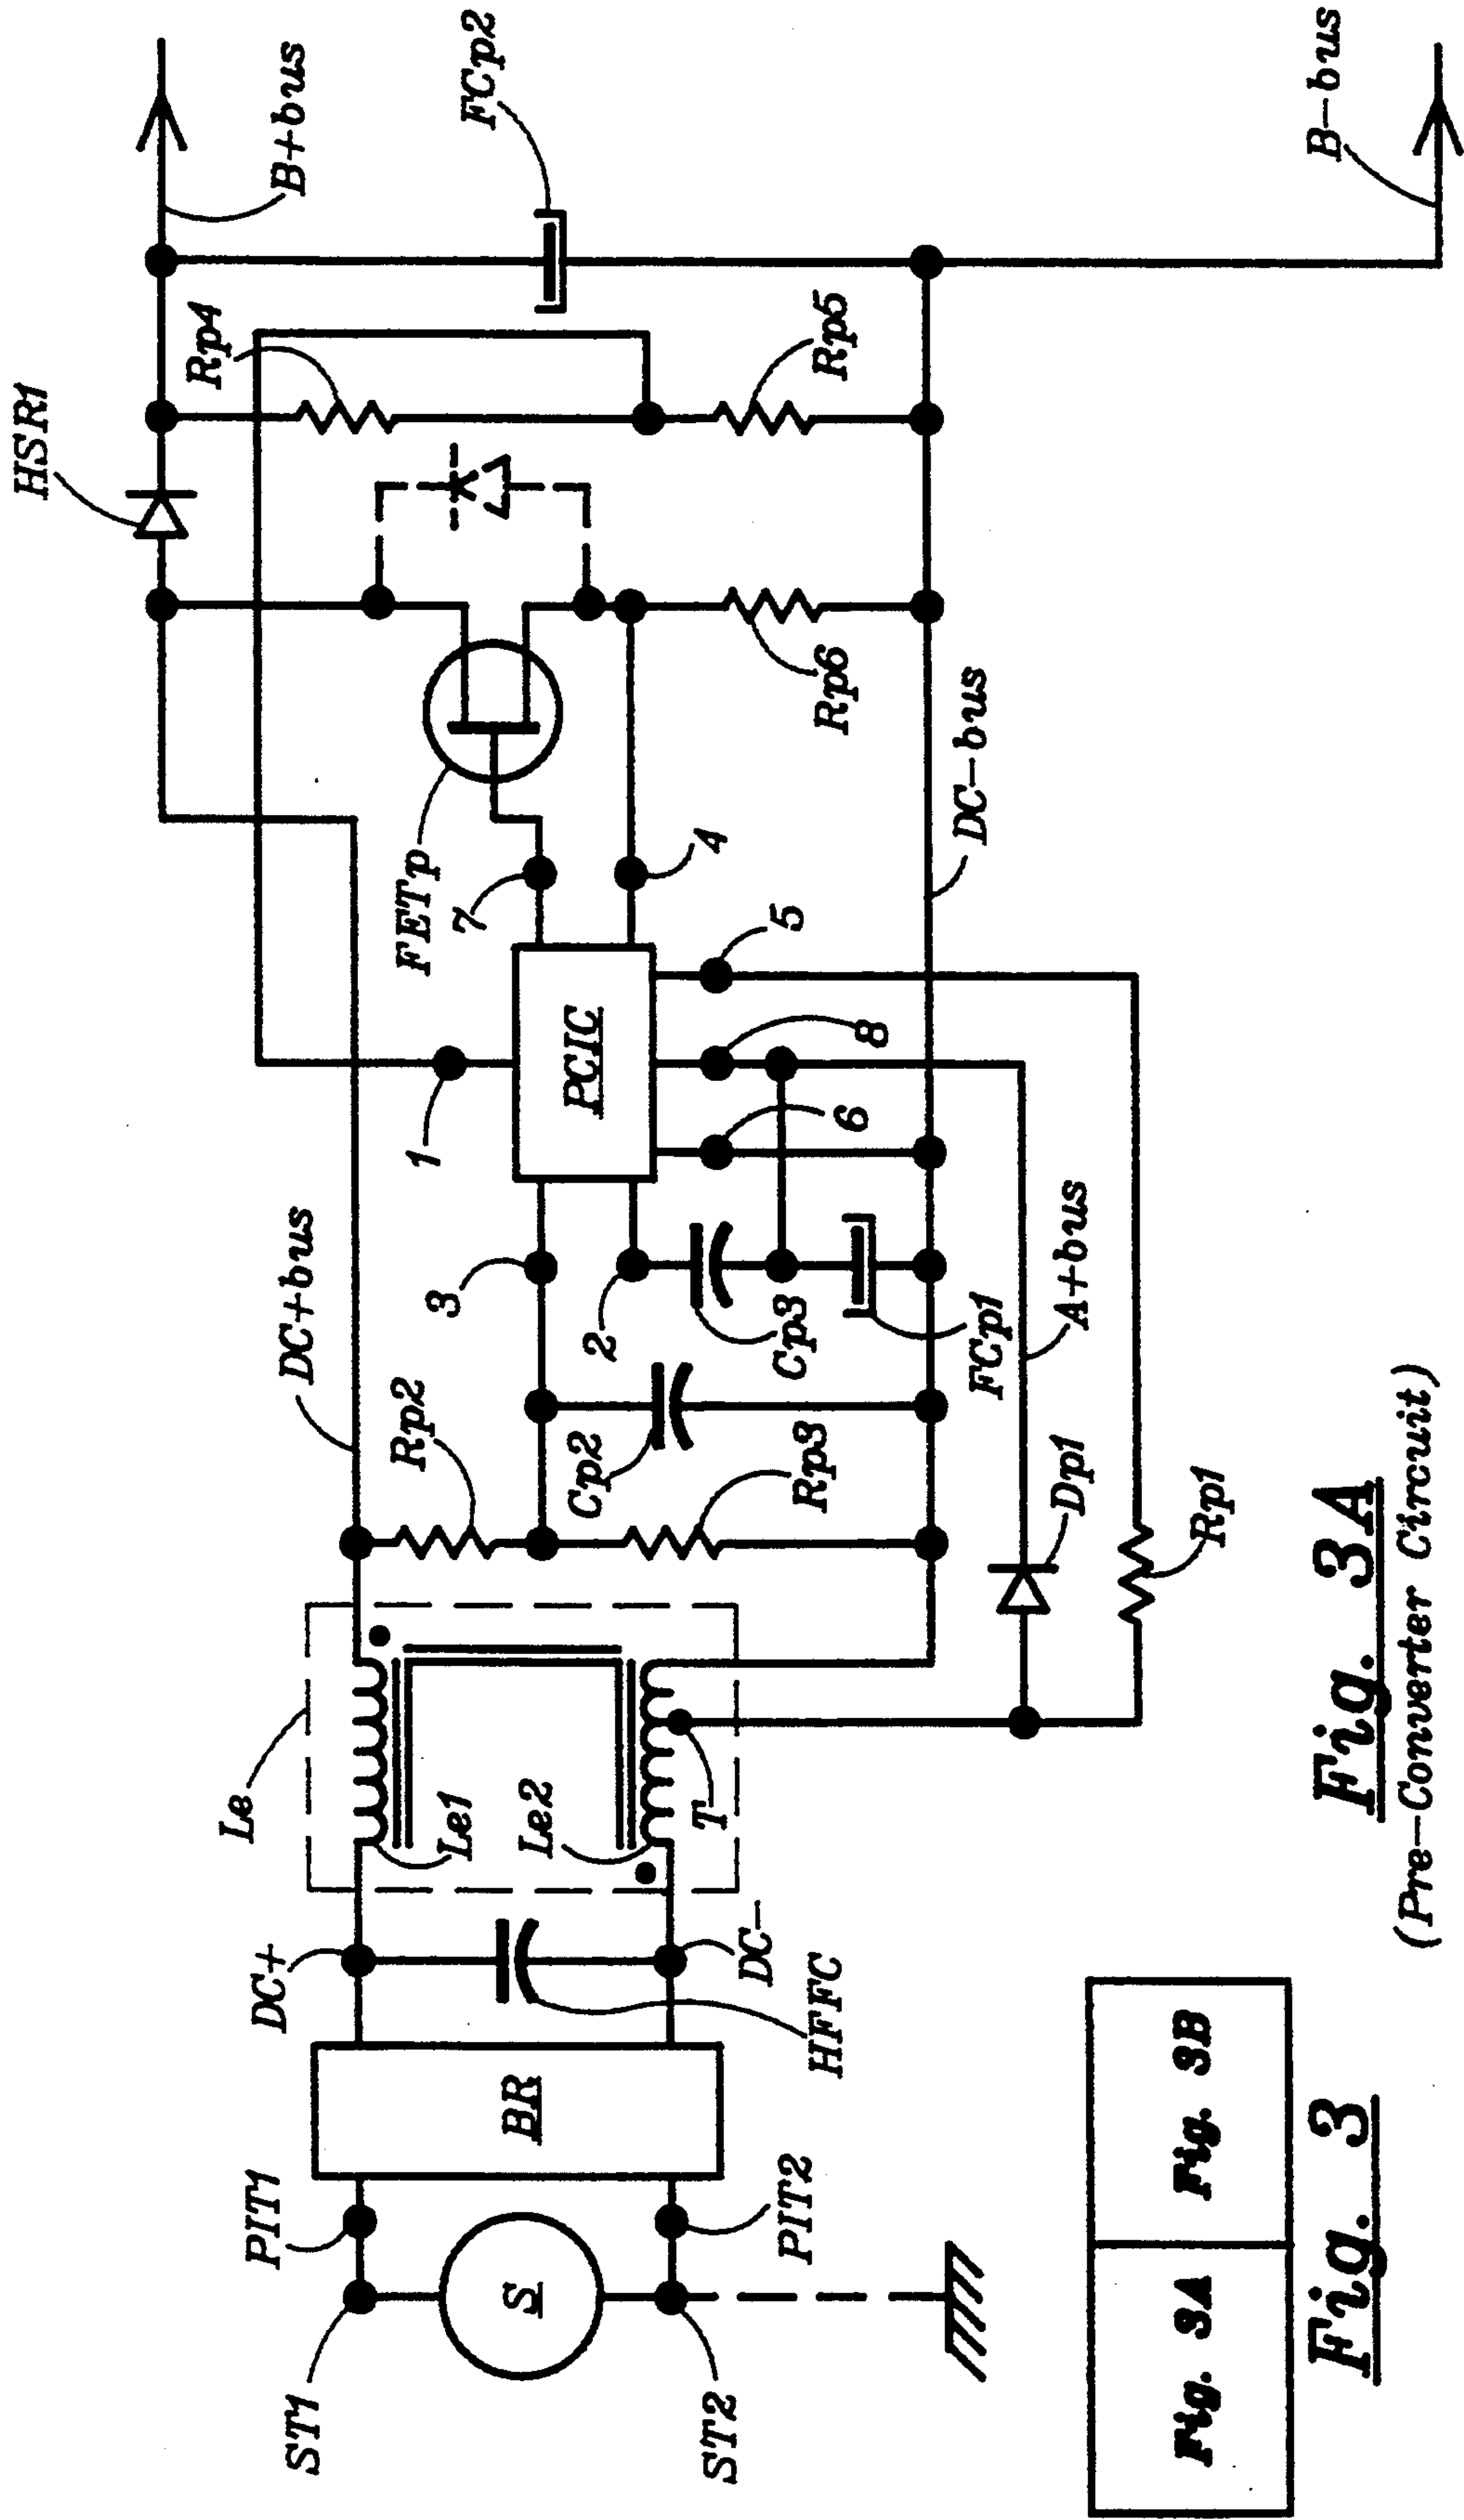 HSR1
B+bus
Rp4
FCp2
DC+bus
FETp
7
Rp5
B-bus
Le
Rp2
3
1
PCIC
4
Rp6
DC+
Le1
Cp2
2
Cp3
6
8
5
DC-bus
PIT1
BR
Le2
T
Rp3
FCp1
A+bus
ST1
S
HFFC
DC-
Dp1
ST2
PIT2
Rp1
Fig. 3A
Fig. 3B
Fig. 3
Fig. 3A
(Pre-Converter Circuit)